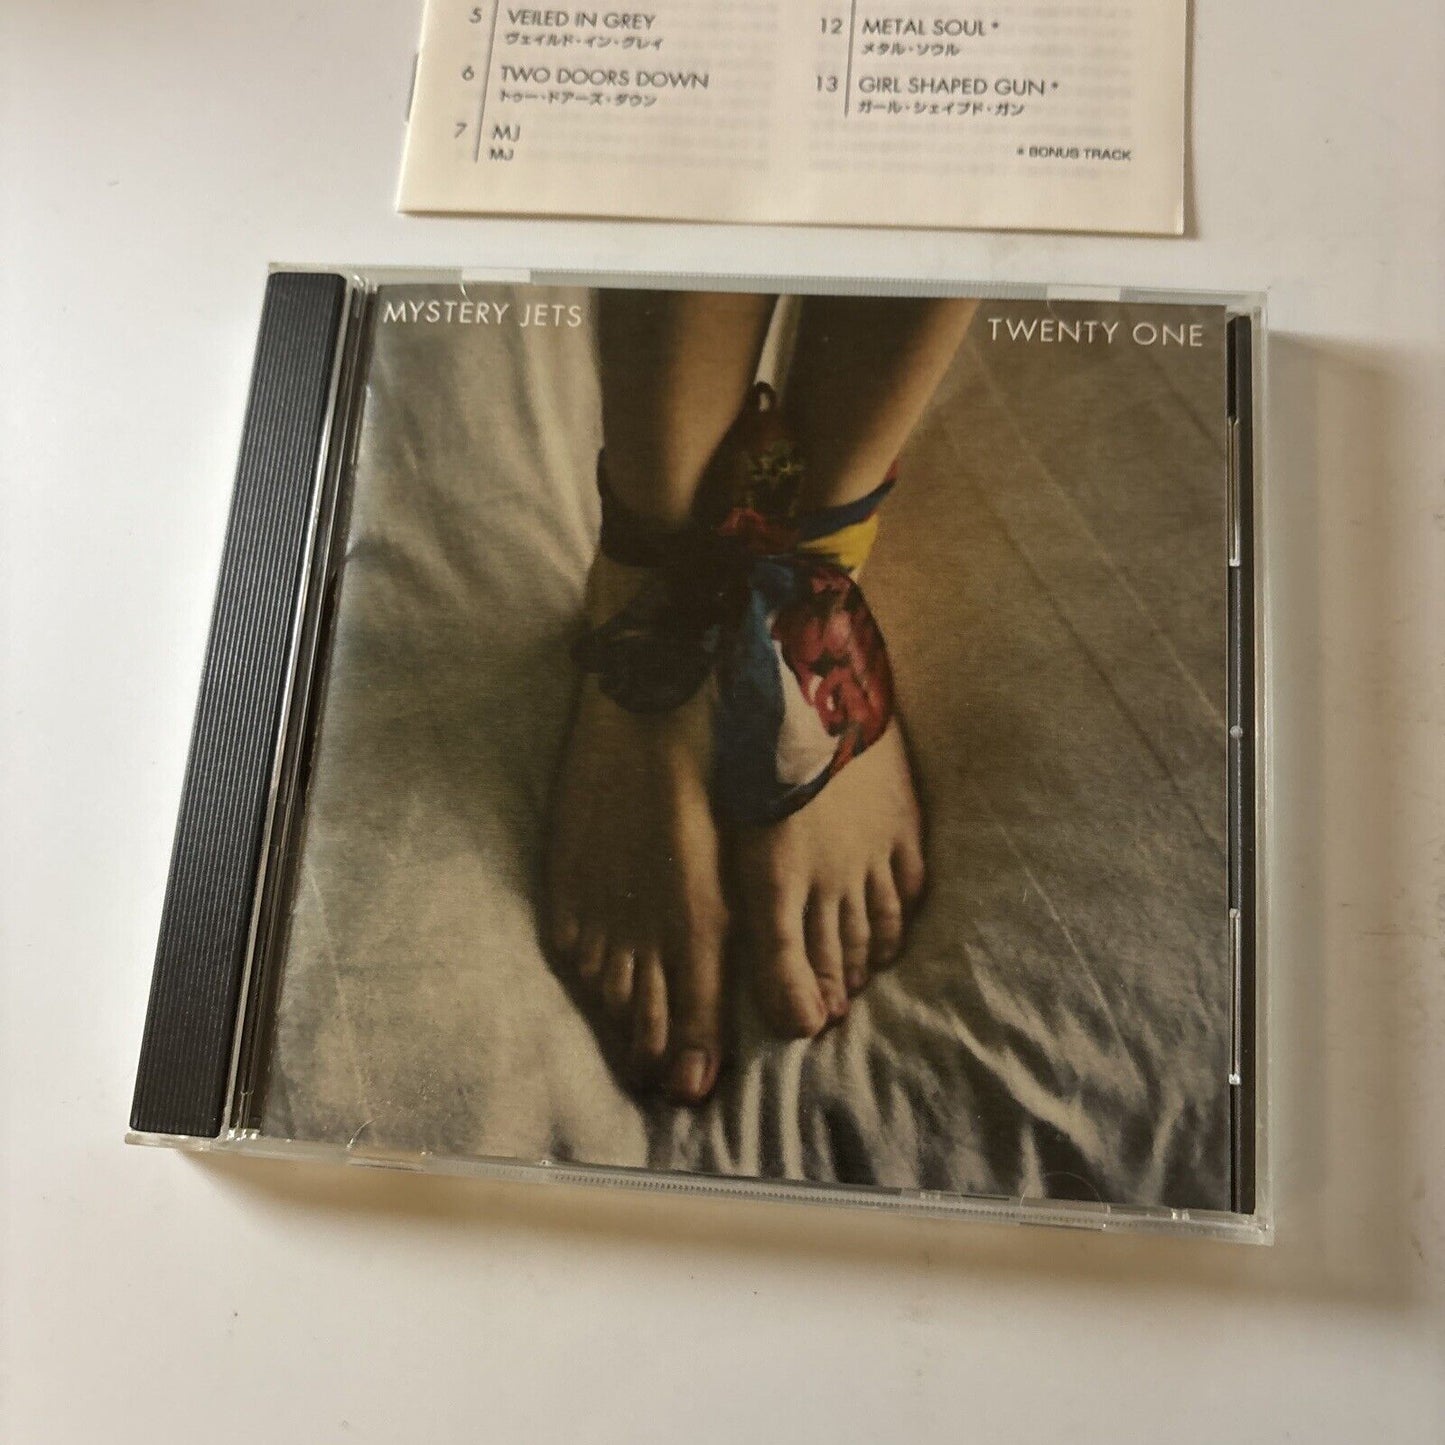 5 VEILED IN GREY
ヴェイルド・イン・グレイ
6 TWO DOORS DOWN
トゥー・ドアーズ・ダウン
7 MJ
MJ
12 METAL SOUL *
メタル・ソウル
13 GIRL SHAPED GUN *
ガール・シェイプド・ガン
* BONUS TRACK
MYSTERY JETS
TWENTY ONE